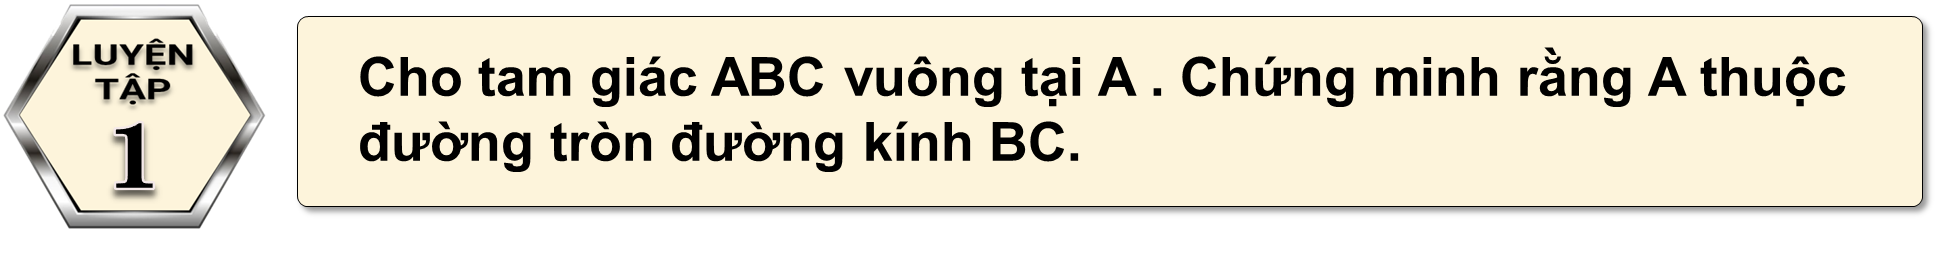 LUYỆN
TẬP
1
Cho tam giác ABC vuông tại A . Chứng minh rằng A thuộc
đường tròn đường kính BC.